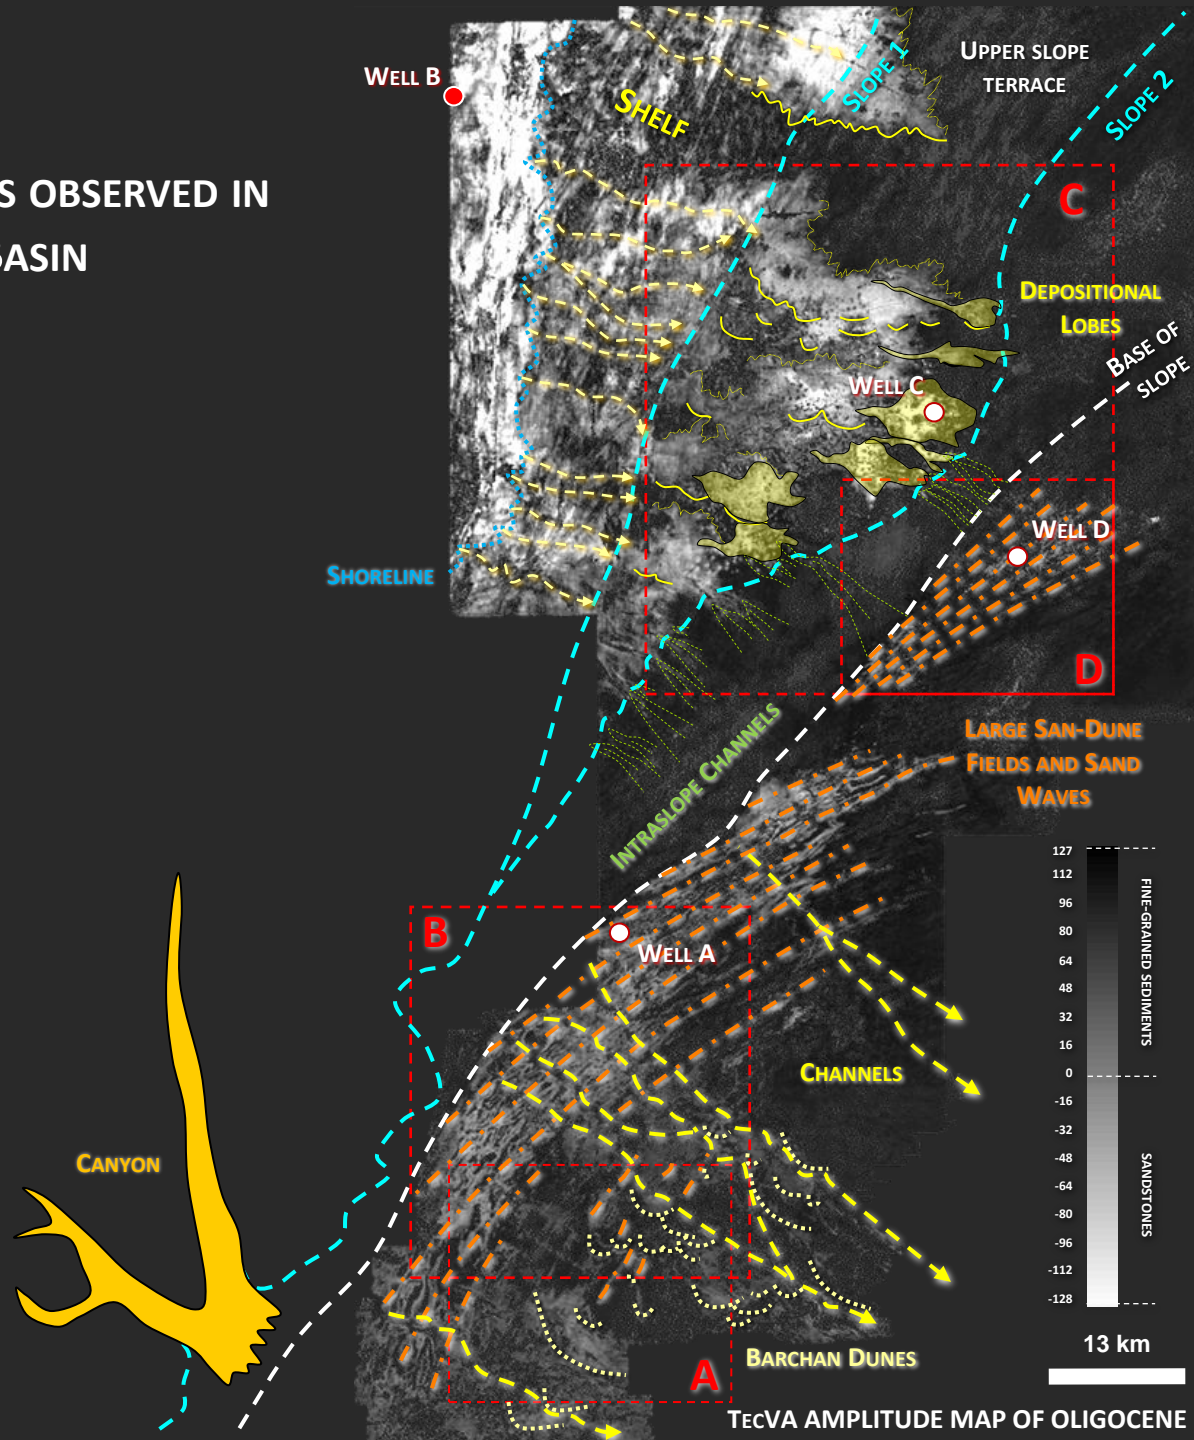 S OBSERVED IN
ASIN
WELL B
SHELF
SLOPE 1
UPPER SLOPE
TERRACE
SLOPE 2
C
DEPOSITIONAL
LOBES
BASE OF
SLOPE
WELL C
WELL D
SHORELINE
D
INTRASLOPE CHANNELS
LARGE SAN-DUNE
FIELDS AND SAND
WAVES
B
WELL A
CHANNELS
CANYON
127
112
96
80
64
48
32
16
0
-16
-32
-48
-64
-80
-96
-112
-128
FINE-GRAINED SEDIMENTS
SANDSTONES
13 km
BARCHAN DUNES
A
TECVA AMPLITUDE MAP OF OLIGOCENE